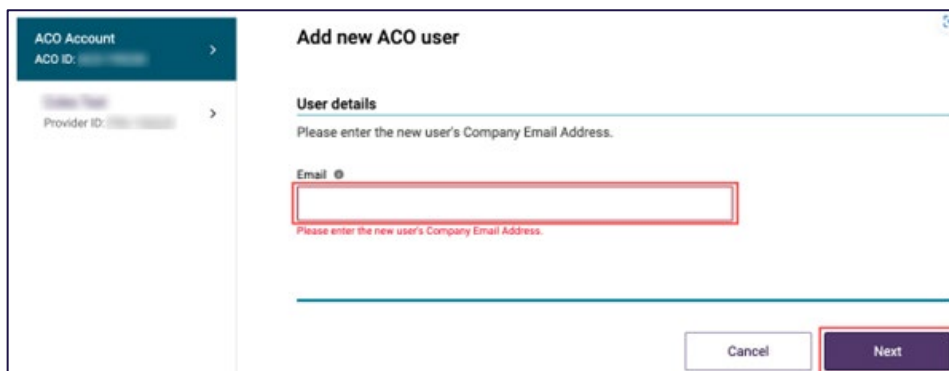 ACO Account
ACO ID:
Provider ID:
Add new ACO user
User details
Please enter the new user's Company Email Address.
Email
Please enter the new user's Company Email Address.
Cancel
Next